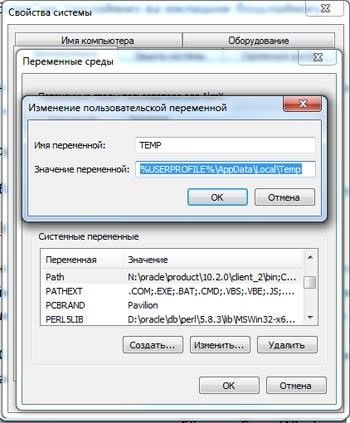 Свойства системы
Имя компьютера Оборудование
Переменные среды
Изменение пользовательской переменной
Имя переменной: TEMP
Значение переменной: %USERPROFILE%\AppData\Local\Temp
OK Отмена
Системные переменные
Переменная Значение
Path N:\oracle\product\10.2.0\client_2\bin;C...
PATHEXT .COM;.EXE;.BAT;.CMD;.VBS;.VBE;.JS;....
PCBRAND Pavilion
PERL5LIB D:\oracle\db\perl\5.8.3\lib\MSWin32-x6...
Создать... Изменить... Удалить
OK Отмена